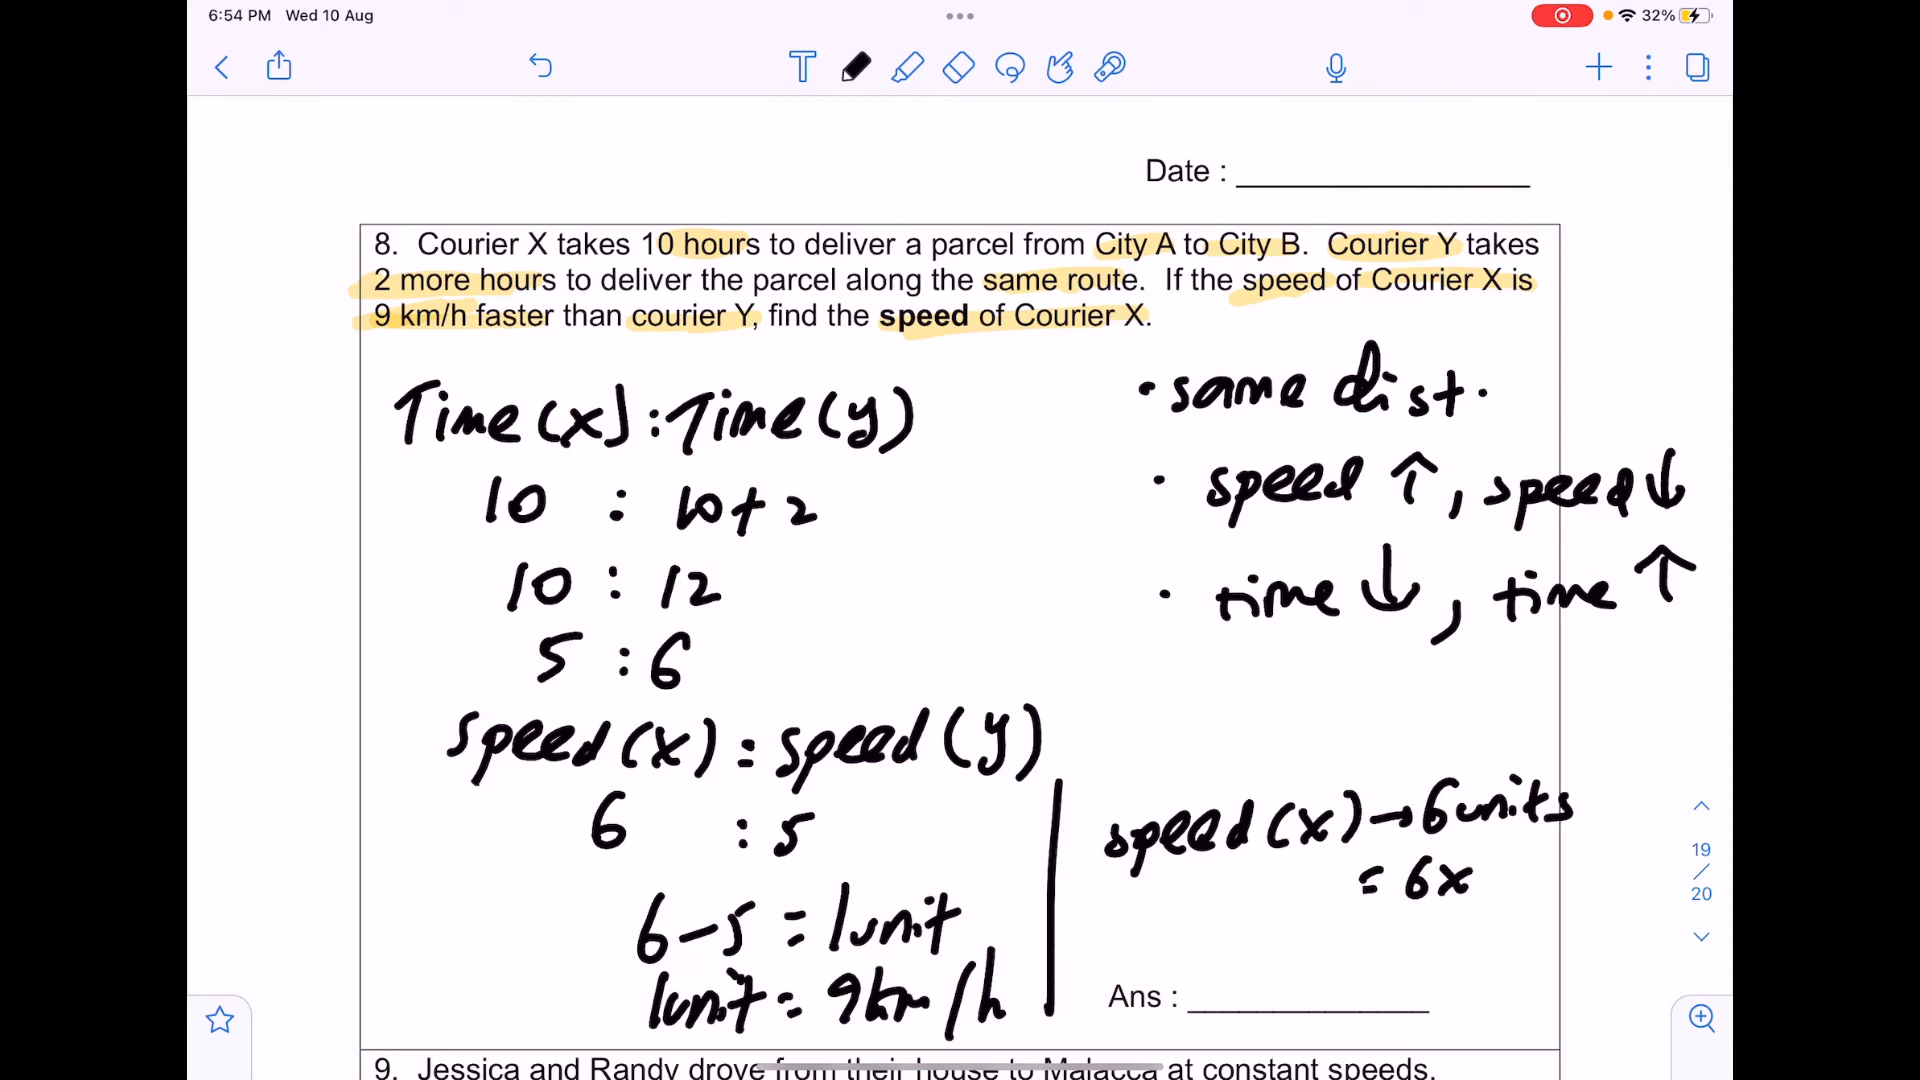 6:54 PM Wed 10 Aug
32%
Date :
8. Courier X takes 10 hours to deliver a parcel from City A to City B. Courier Y takes
2 more hours to deliver the parcel along the same route. If the speed of Courier X is
9 km/h faster than courier Y, find the speed of Courier X.
Time (x) : Time (y)
10 : 10 + 2
10 : 12
5 : 6
speed (x) : speed (y)
6 : 5
6 - 5 = 1 unit
1 unit = 9 km/h
• same dist.
• speed ↑, speed ↓
• time ↓, time ↑
speed (x) → 6 units
= 6x
Ans :
19
/
20
9. Jessica and Randy drove from their house to Malacca at constant speeds.